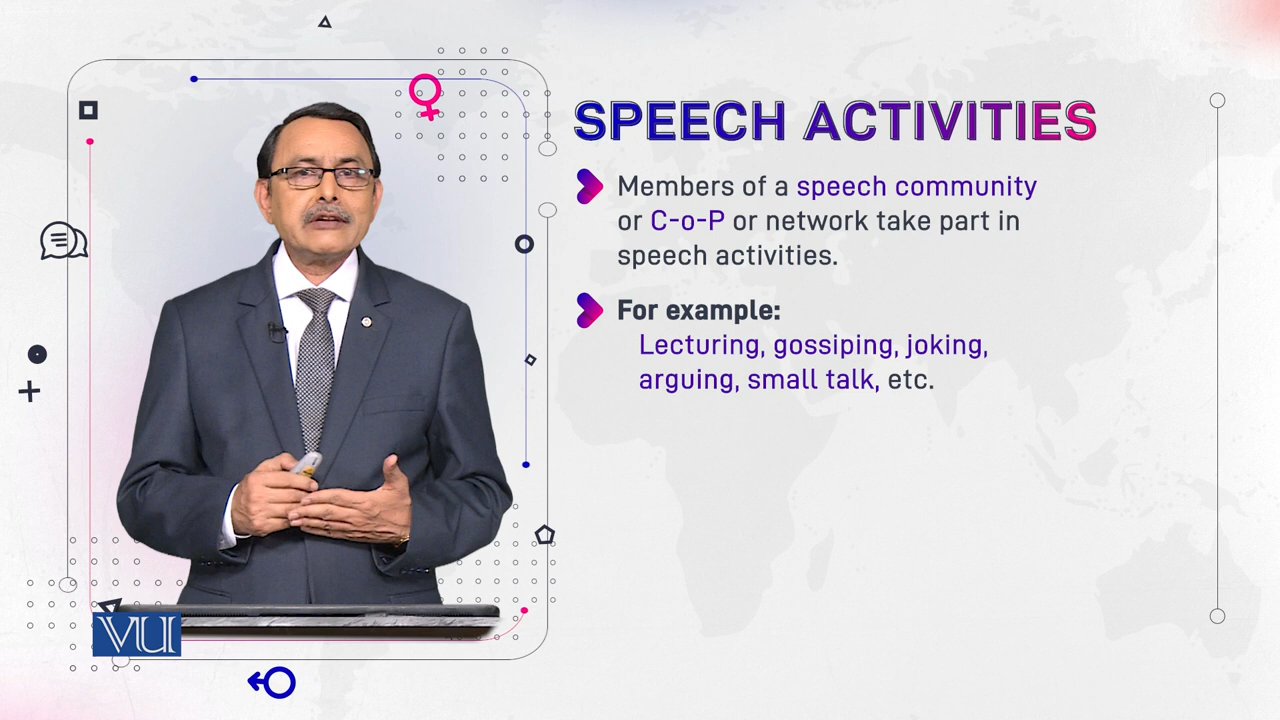 SPEECH ACTIVITIES
Members of a speech community
or C-o-P or network take part in
speech activities.
For example:
Lecturing, gossiping, joking,
arguing, small talk, etc.
VU